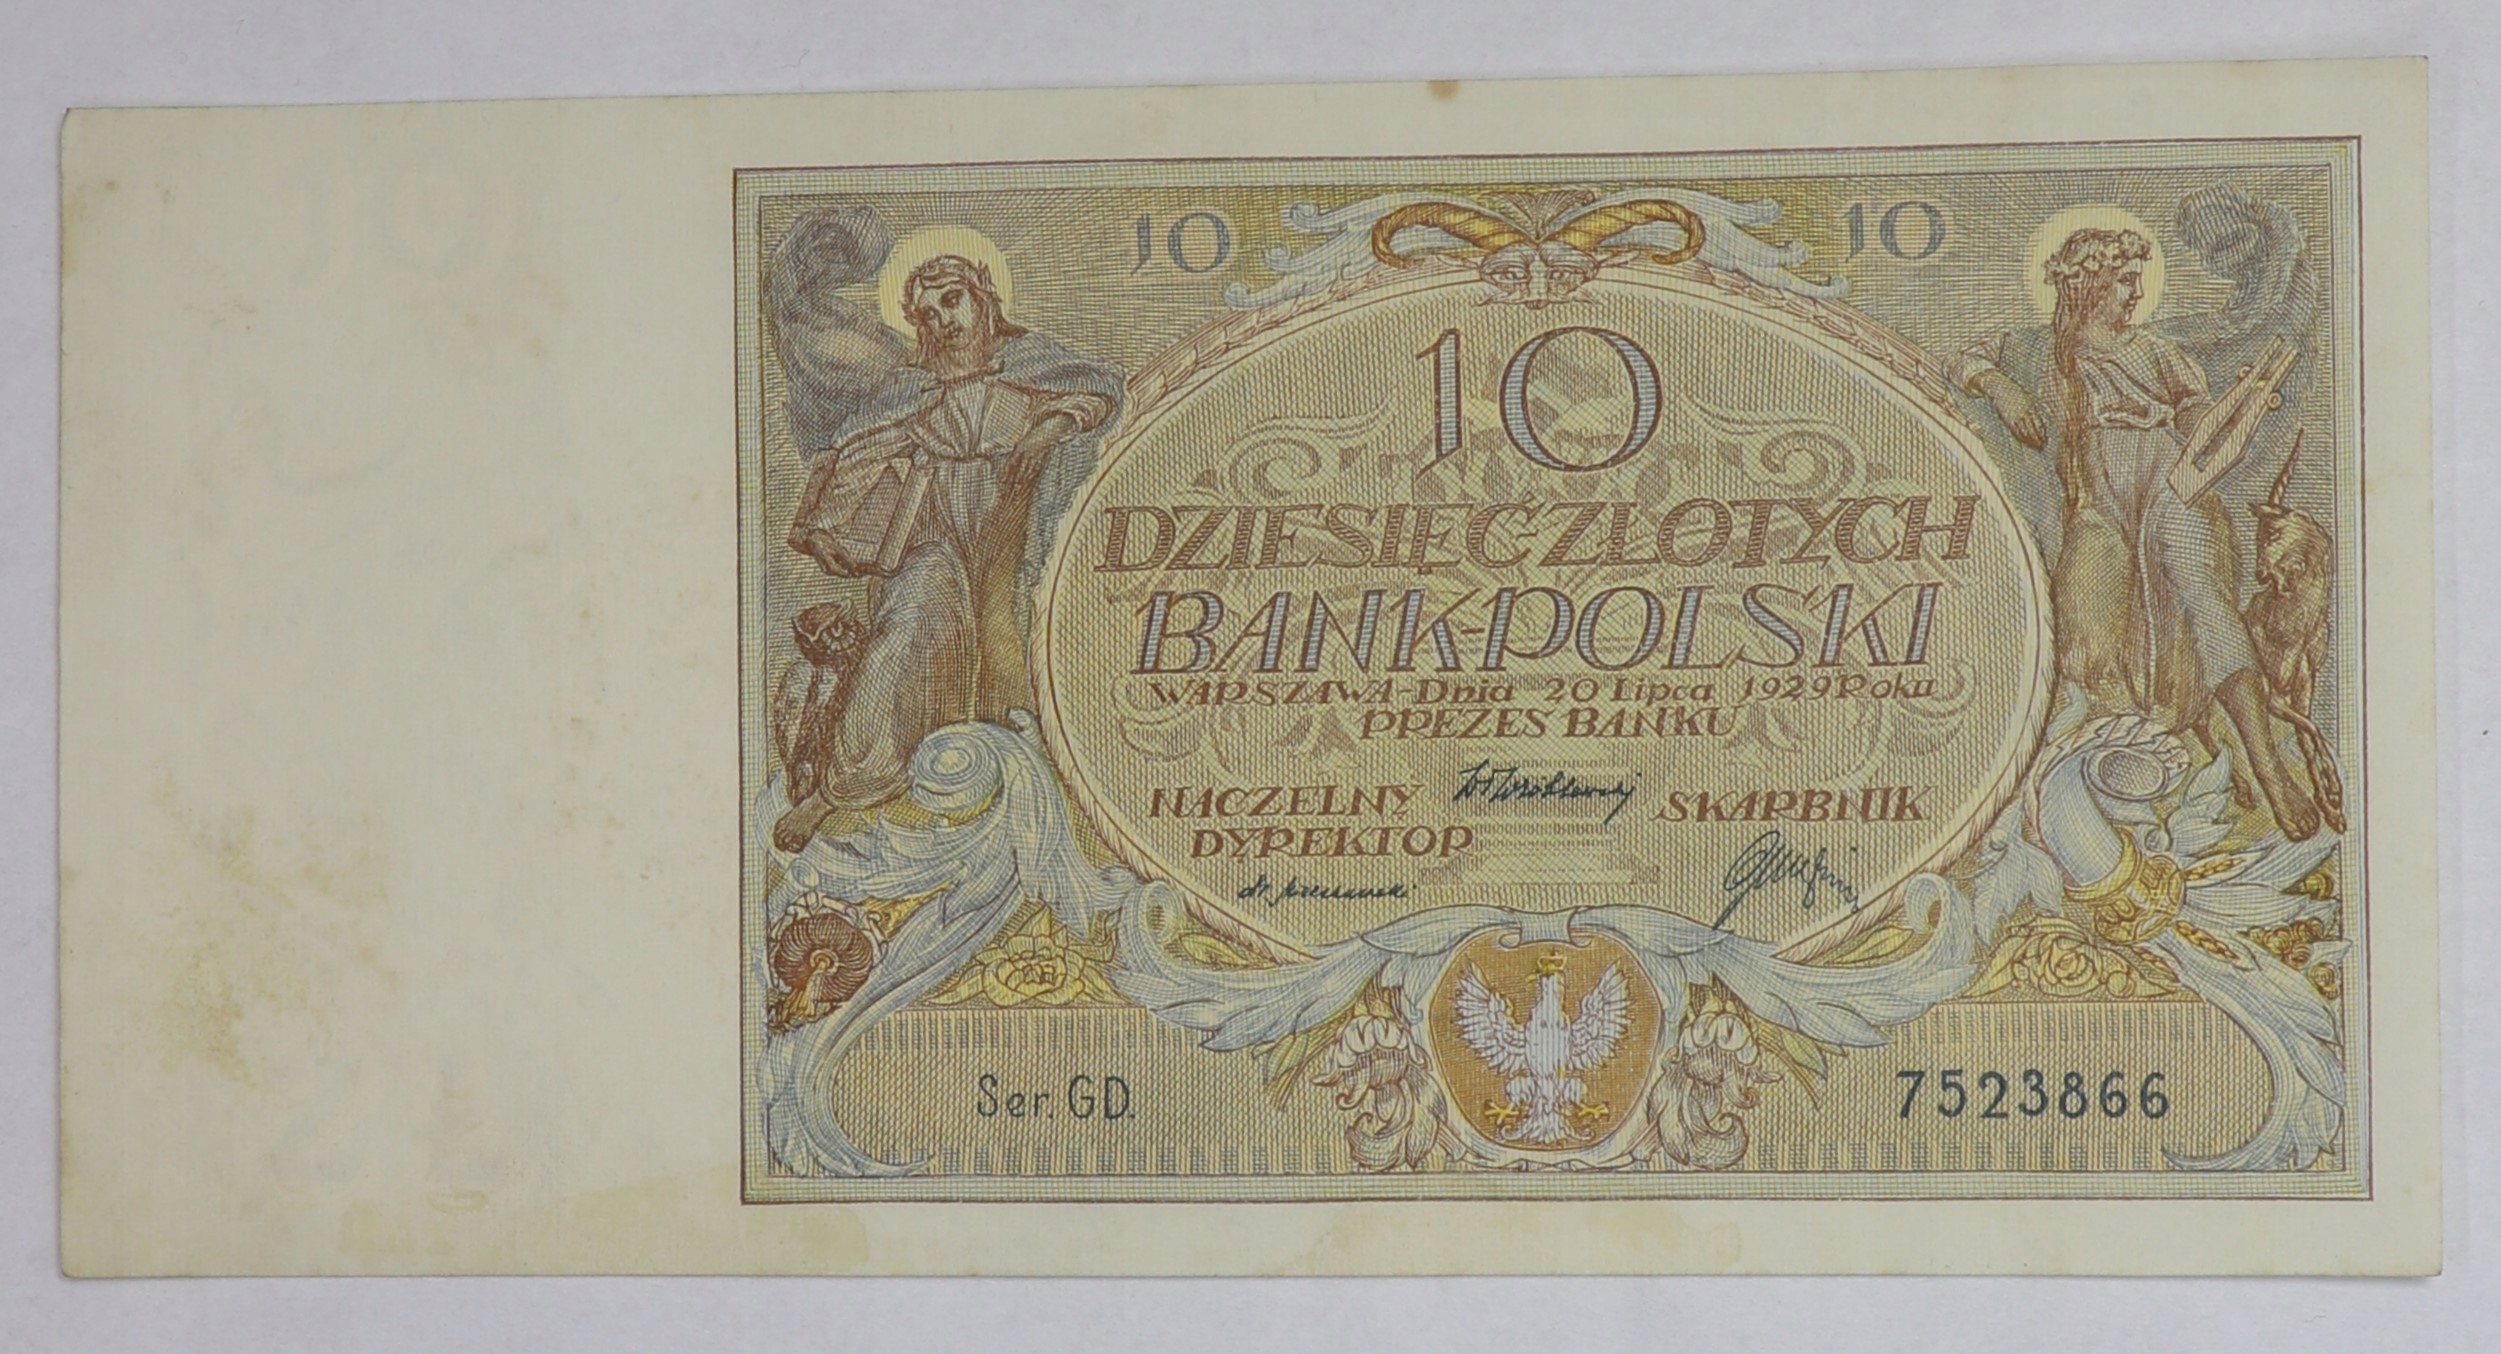 10 10
10
DZIESIĘĆ-ZŁOTYCH
BANK-POLSKI
WARSZAWA-Dnia 20 Lipca 1929 Roku
PREZES BANKU
NACZELNY SKARBNIK
DYREKTOR
Ser. GD. 7523866